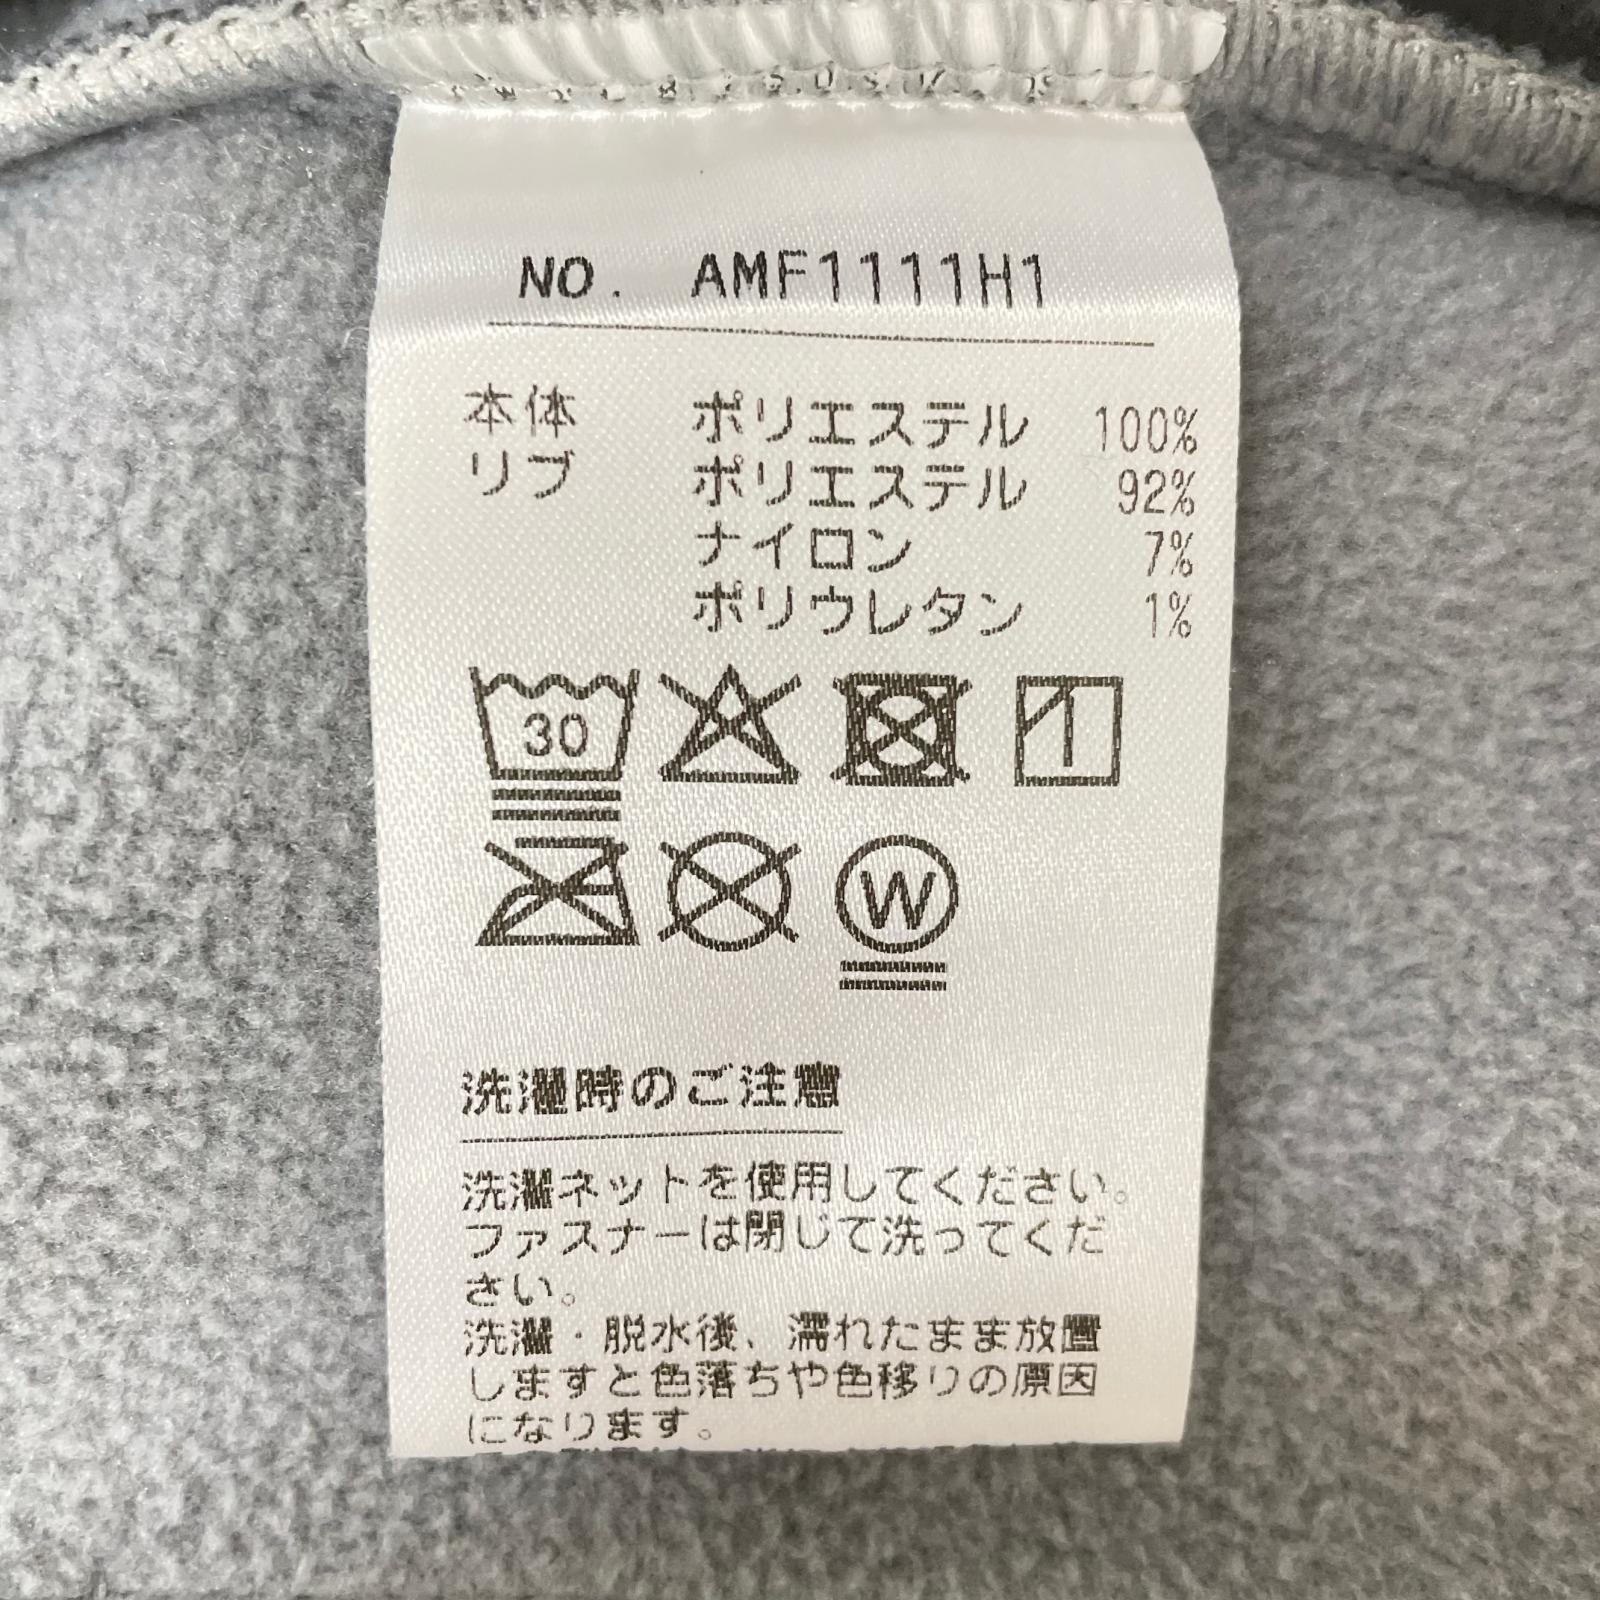 NO. AMF1111H1
本体 ポリエステル 100%
リブ ポリエステル 92%
ナイロン 7%
ポリウレタン 1%
30
W
洗濯時のご注意
洗濯ネットを使用してください。
ファスナーは閉じて洗ってくだ
さい。
洗濯・脱水後、濡れたまま放置
しますと色落ちや色移りの原因
になります。